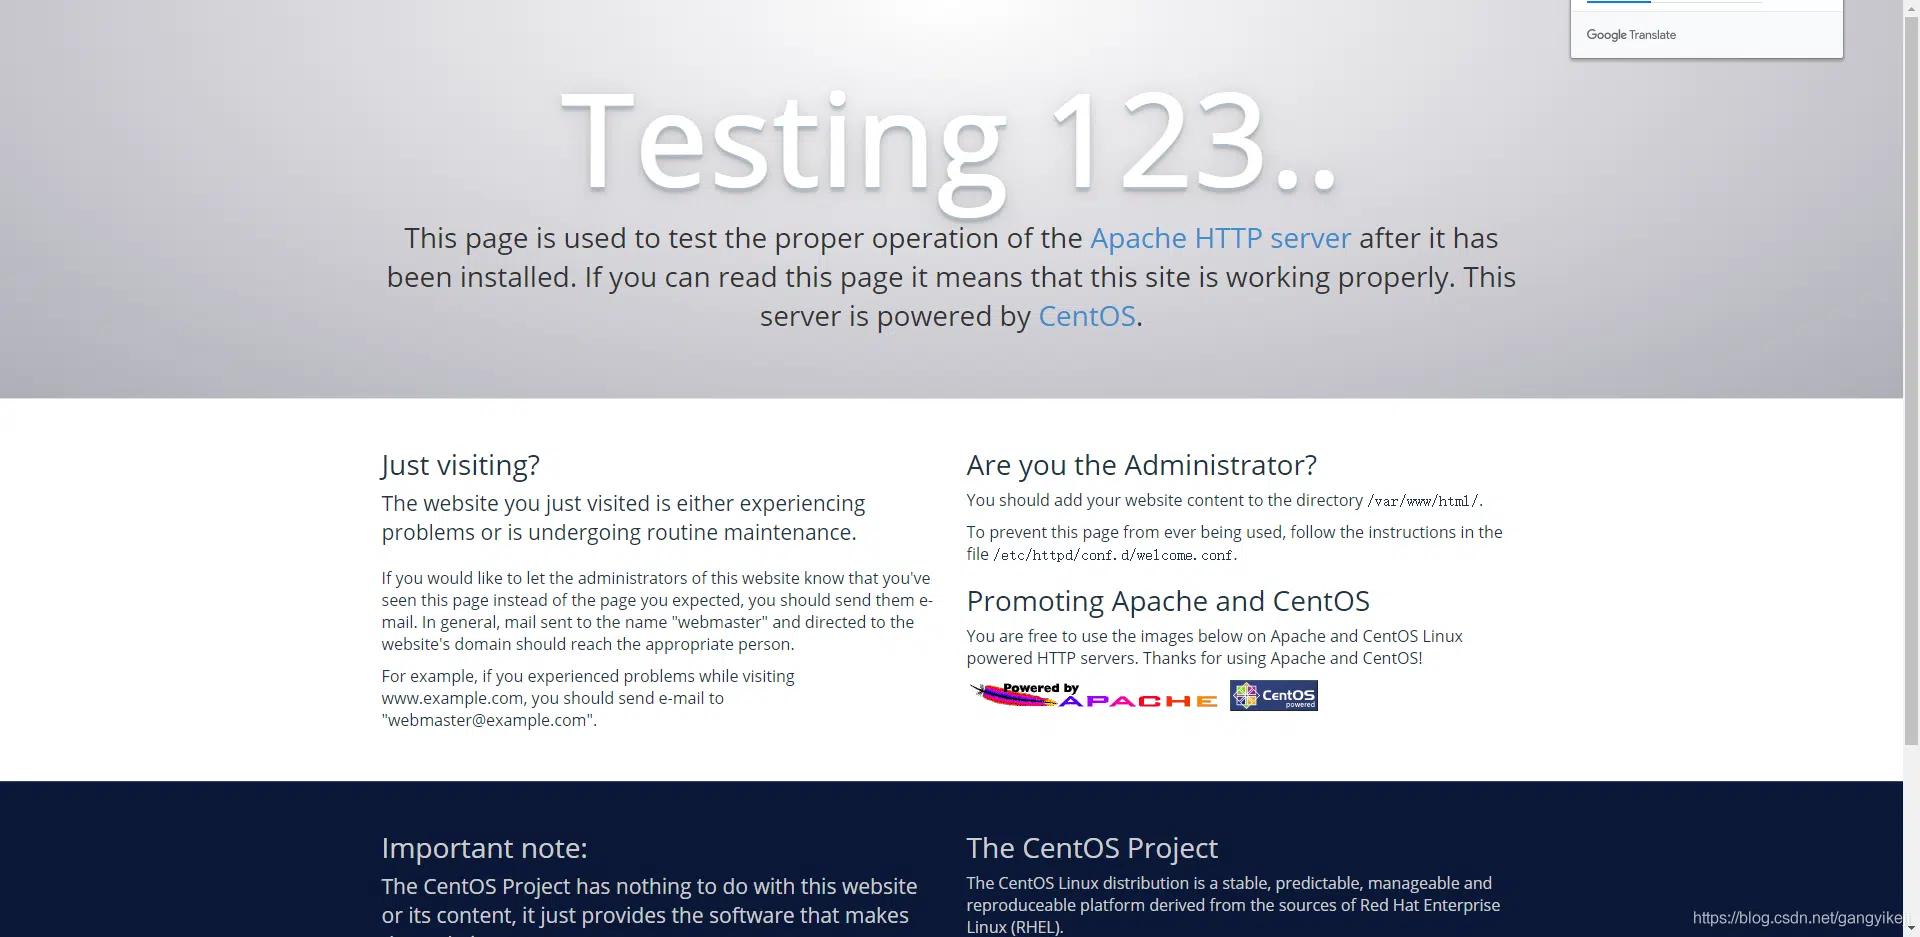 Google Translate
Testing 123..
This page is used to test the proper operation of the Apache HTTP server after it has
been installed. If you can read this page it means that this site is working properly. This
server is powered by CentOS.
Just visiting?
The website you just visited is either experiencing
problems or is undergoing routine maintenance.
If you would like to let the administrators of this website know that you've
seen this page instead of the page you expected, you should send them e-
mail. In general, mail sent to the name "webmaster" and directed to the
website's domain should reach the appropriate person.
For example, if you experienced problems while visiting
www.example.com, you should send e-mail to
"webmaster@example.com".
Are you the Administrator?
You should add your website content to the directory /var/www/html/.
To prevent this page from ever being used, follow the instructions in the
file /etc/httpd/conf.d/welcome.conf.
Promoting Apache and CentOS
You are free to use the images below on Apache and CentOS Linux
powered HTTP servers. Thanks for using Apache and CentOS!
Powered by
APACHE
CentOS
powered
Important note:
The CentOS Project has nothing to do with this website
or its content, it just provides the software that makes
The CentOS Project
The CentOS Linux distribution is a stable, predictable, manageable and
reproduceable platform derived from the sources of Red Hat Enterprise
Linux (RHEL).
https://blog.csdn.net/gangyike